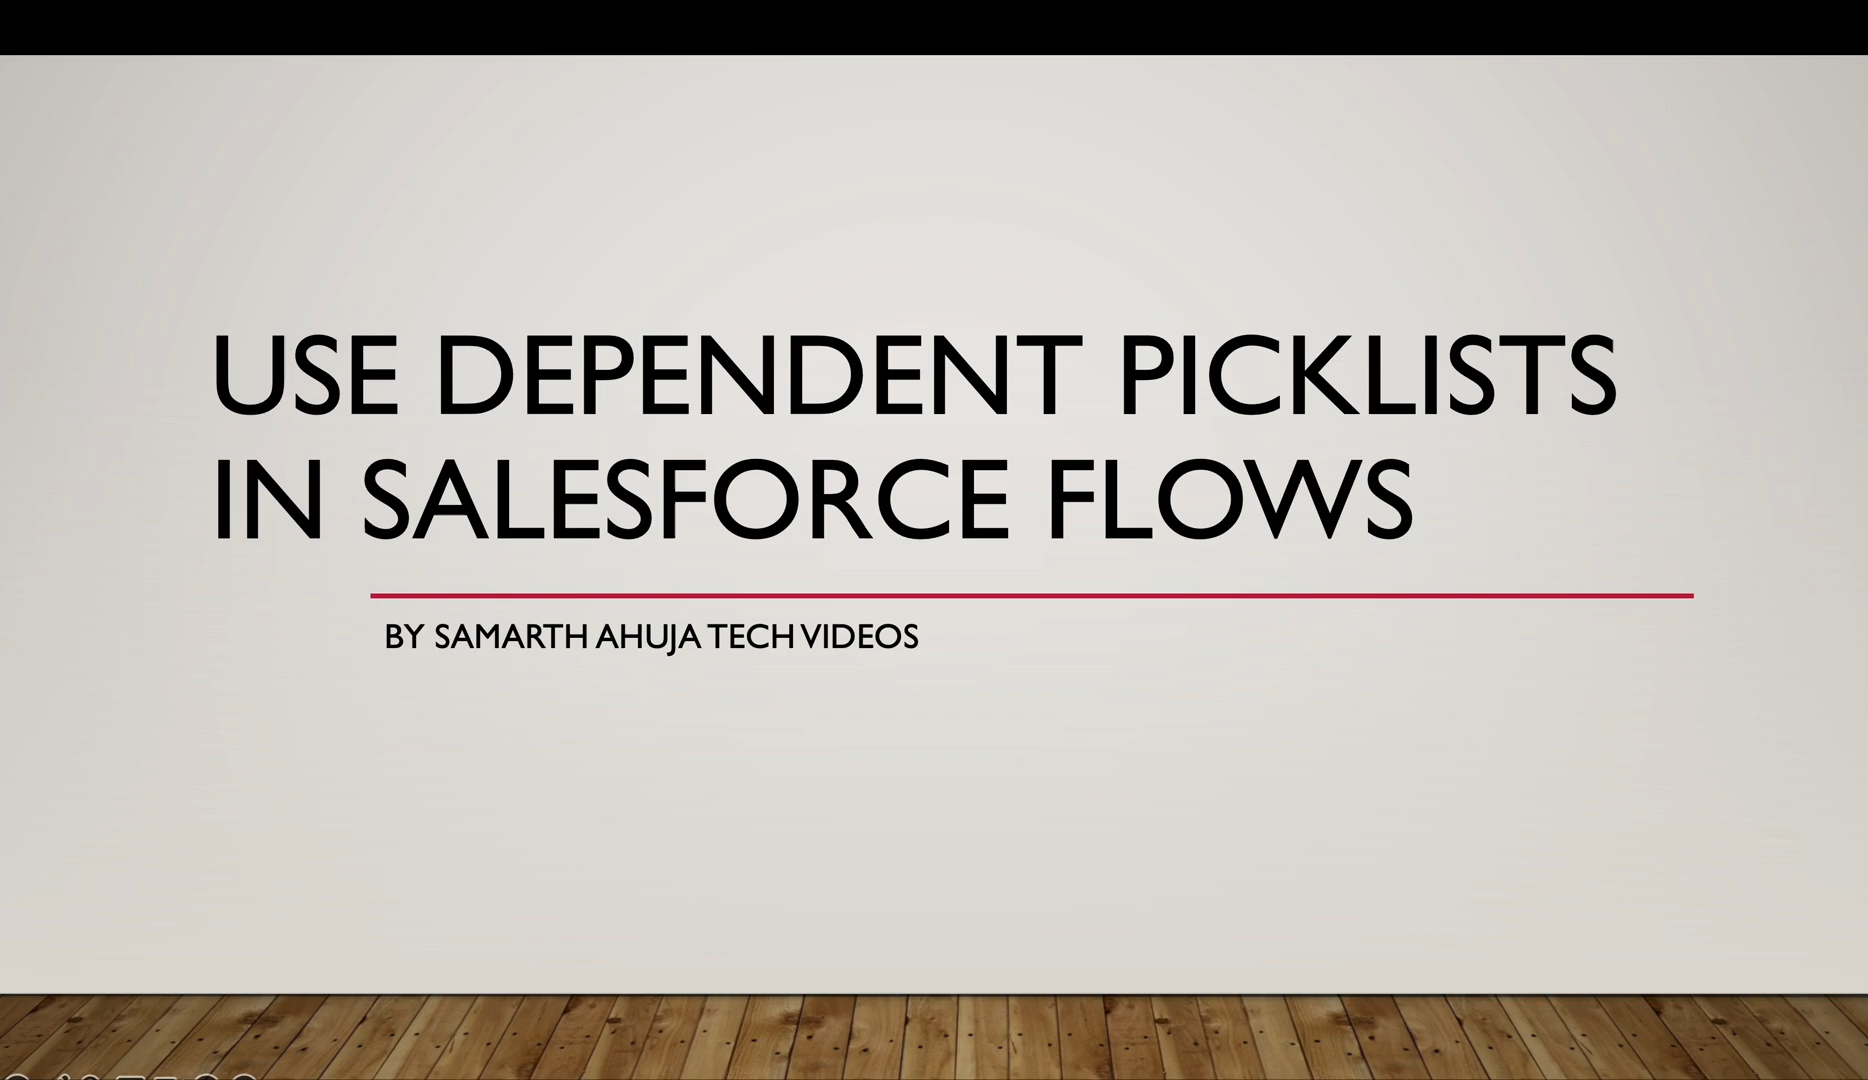 USE DEPENDENT PICKLISTS
IN SALESFORCE FLOWS
BY SAMARTH AHUJA TECH VIDEOS